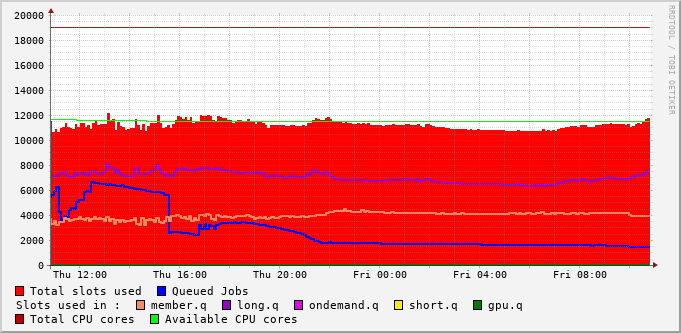 RRDTOOL / TOBI OETIKER
20000
18000
16000
14000
12000
10000
8000
6000
4000
2000
0
Thu 12:00 Thu 16:00 Thu 20:00 Fri 00:00 Fri 04:00 Fri 08:00
Total slots used Queued Jobs
Slots used in : member.q long.q ondemand.q short.q gpu.q
Total CPU cores Available CPU cores